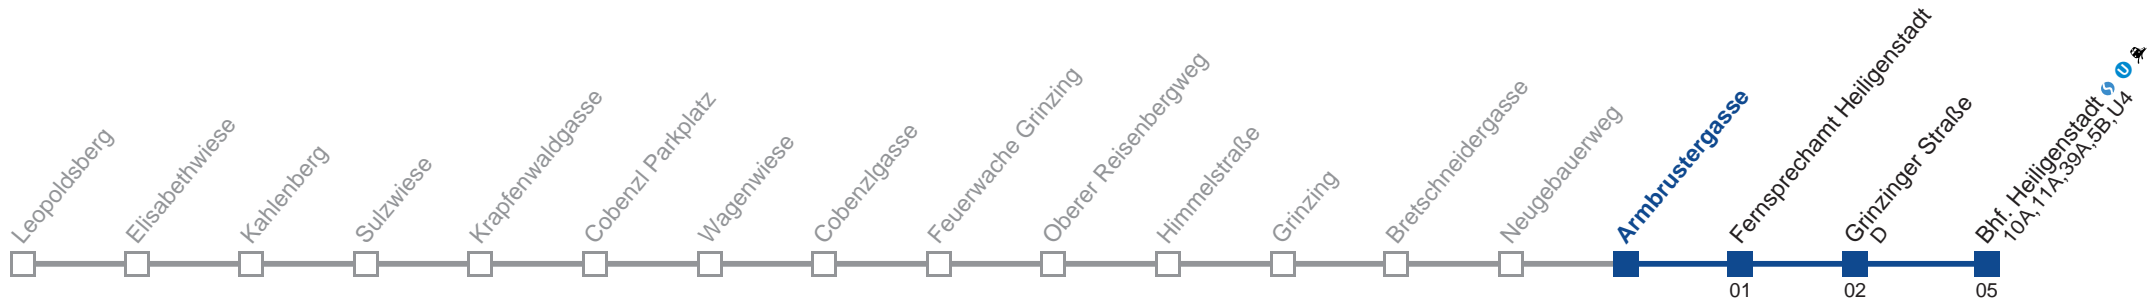 Leopoldsberg
Elisabethwiese
Kahlenberg
Sulzwiese
Krapfenwaldgasse
Cobenzl Parkplatz
Wagenwiese
Cobenzlgasse
Feuerwache Grinzing
Oberer Reisenbergweg
Himmelstraße
Grinzing
Bretschneidergasse
Neugebauerweg
Armbrustergasse
Fernsprechamt Heiligenstadt
Grinzinger Straße
D
Bhf. Heiligenstadt S U
10A,11A,39A,5B,U4
01
02
05